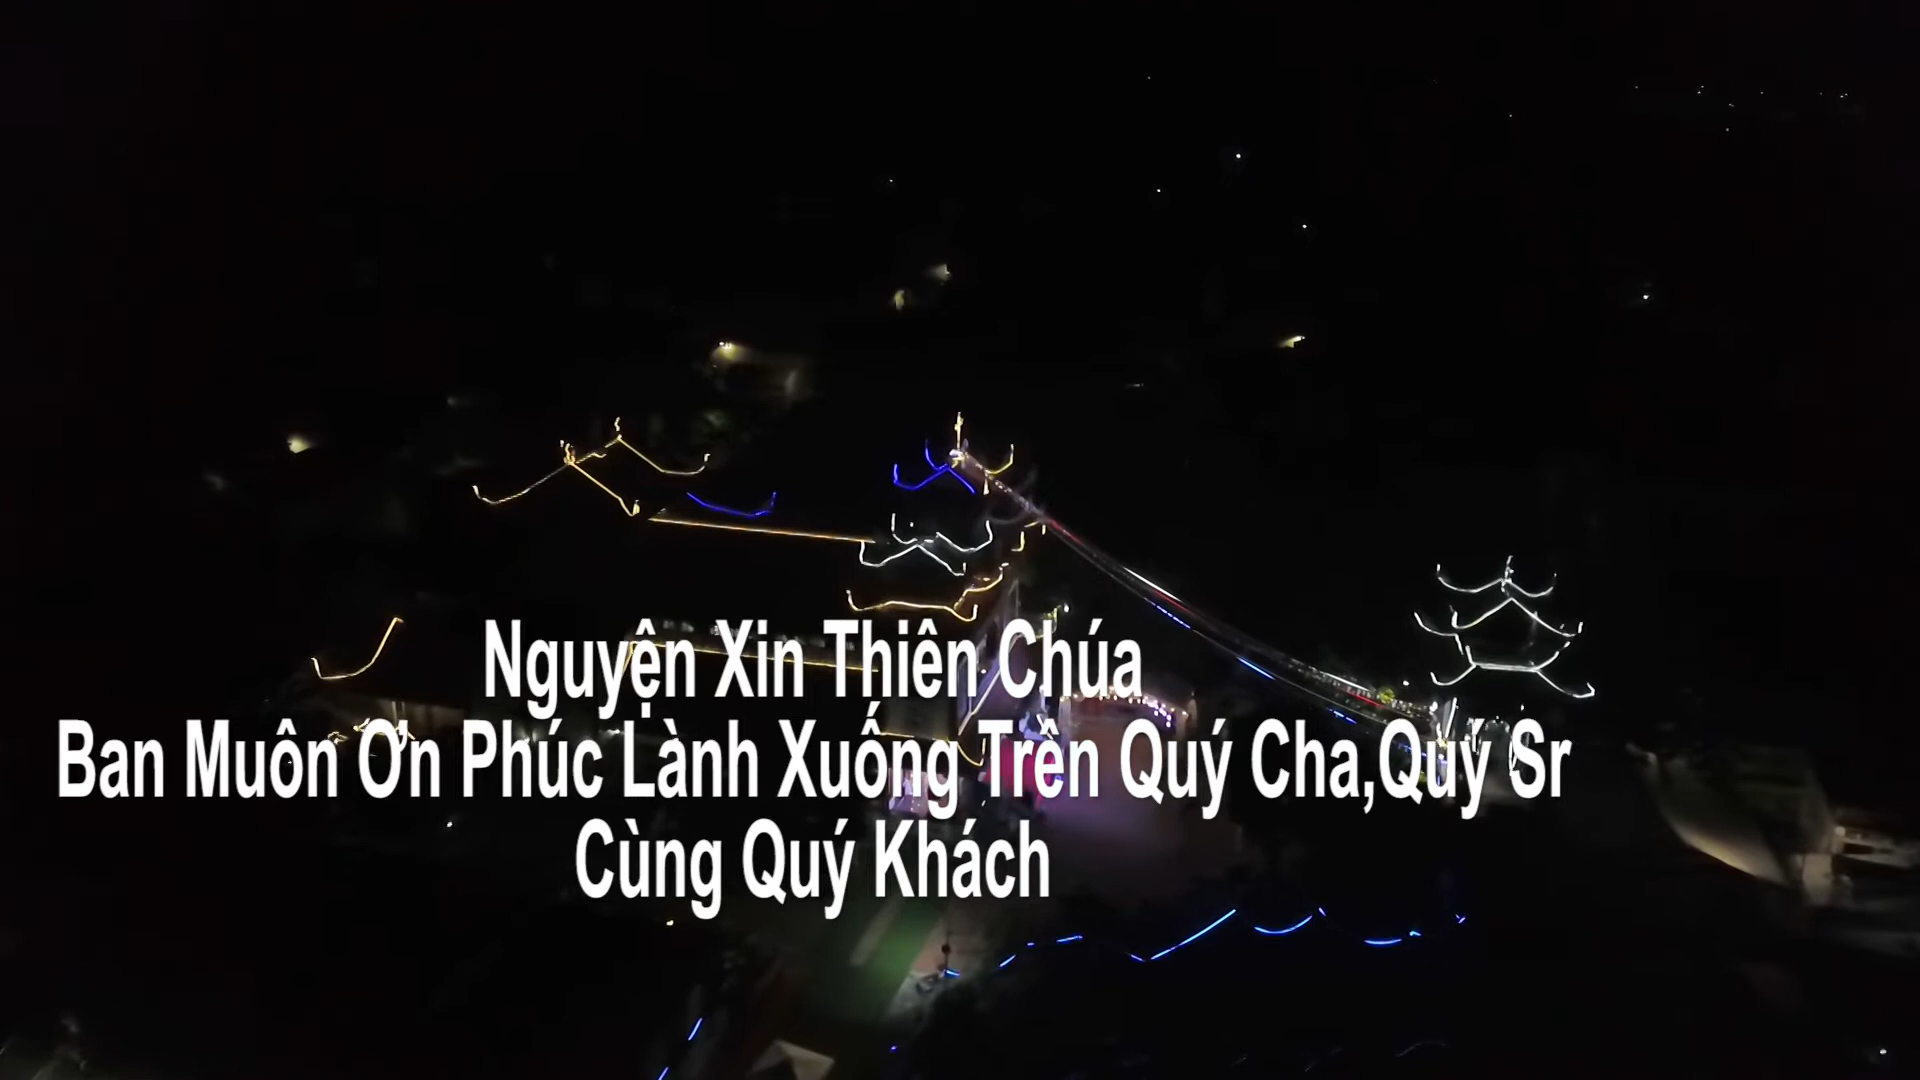 Nguyện Xin Thiên Chúa
Ban Muôn Ơn Phúc Lành Xuống Trên Quý Cha,Quý Sr
Cùng Quý Khách